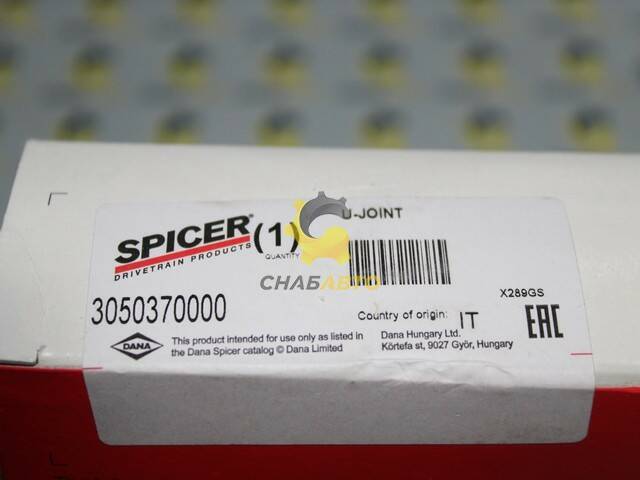 SPICER®
DRIVETRAIN PRODUCTS
(1)
QUANTITY
U-JOINT
СНАБАВТО
3050370000
X289GS
Country of origin: IT
EAC
DANA
This product intended for use only as listed in
the Dana Spicer catalog © Dana Limited
Dana Hungary Ltd.
Körtefa st, 9027 Győr, Hungary